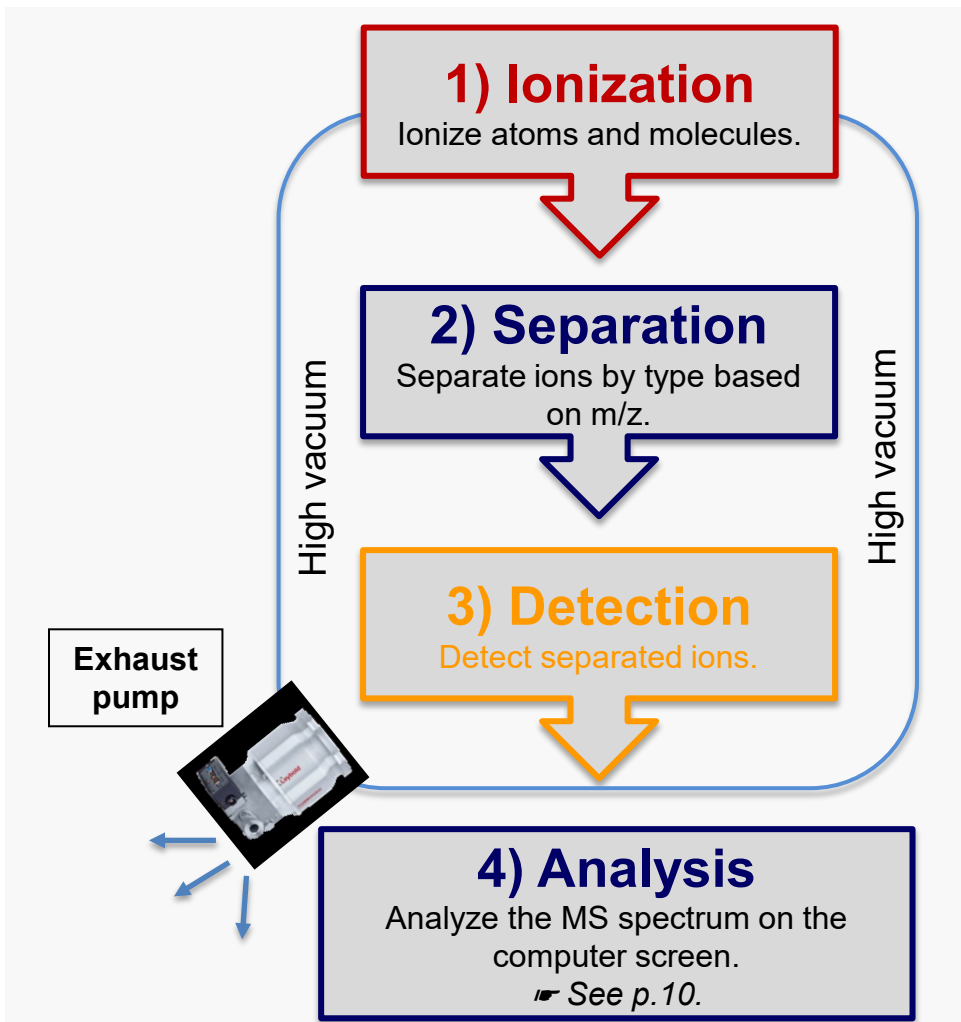 1) Ionization
Ionize atoms and molecules.
2) Separation
Separate ions by type based
on m/z.
High vacuum
High vacuum
3) Detection
Detect separated ions.
Exhaust
pump
Leybold
4) Analysis
Analyze the MS spectrum on the
computer screen.
☛ See p.10.